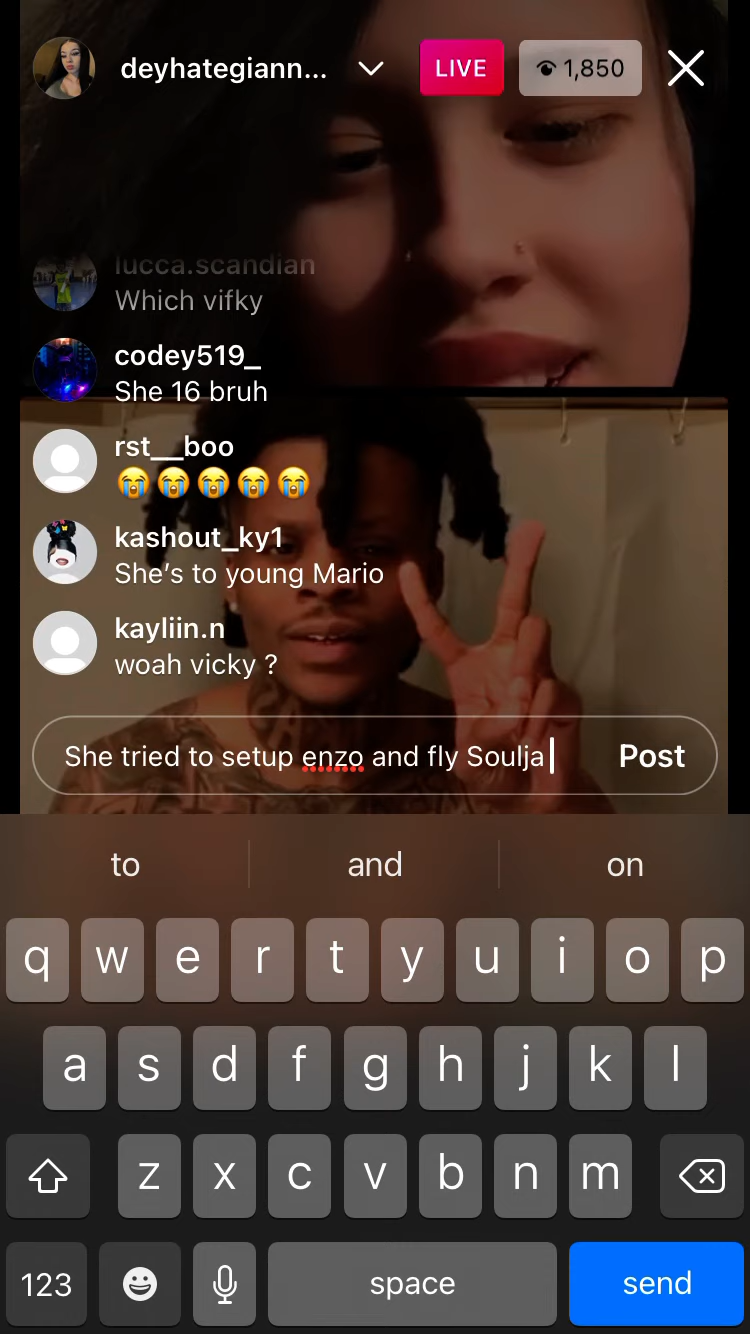 deyhategiann...
LIVE
1,850
lucca.scandian
Which vifky
codey519_
She 16 bruh
rst__boo
😭😭😭😭😭
kashout_ky1
She's to young Mario
kayliin.n
woah vicky ?
She tried to setup enzo and fly Soulja
Post
to and on
q w e r t y u i o p
a s d f g h j k l
z x c v b n m
123 space send